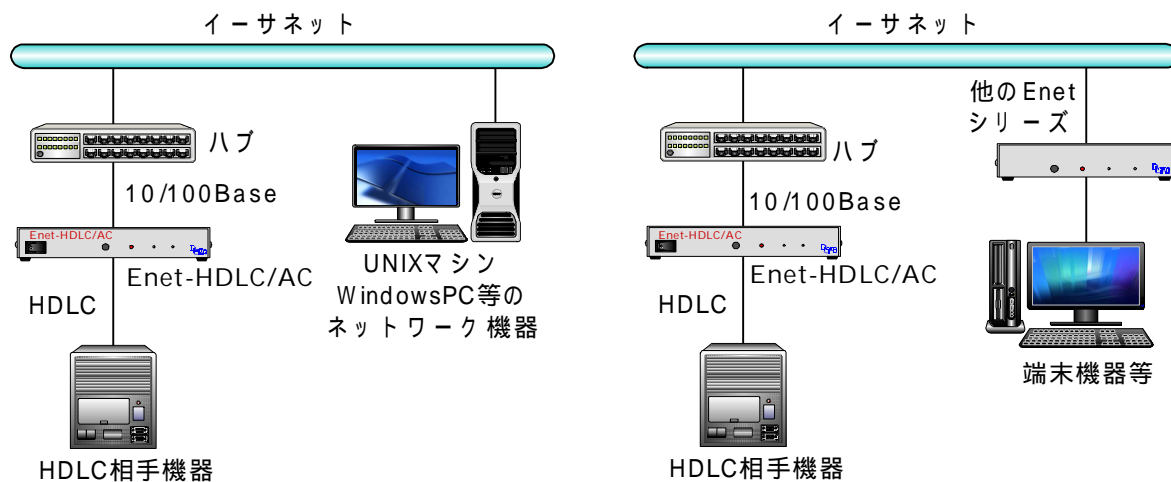 イーサネット
ハブ
10/100Base
Enet-HDLC/AC
Enet-HDLC/AC
HDLC
UNIXマシン
WindowsPC等の
ネットワーク機器
HDLC相手機器
イーサネット
他のEnet
シリーズ
ハブ
10/100Base
Enet-HDLC/AC
Enet-HDLC/AC
HDLC
端末機器等
HDLC相手機器